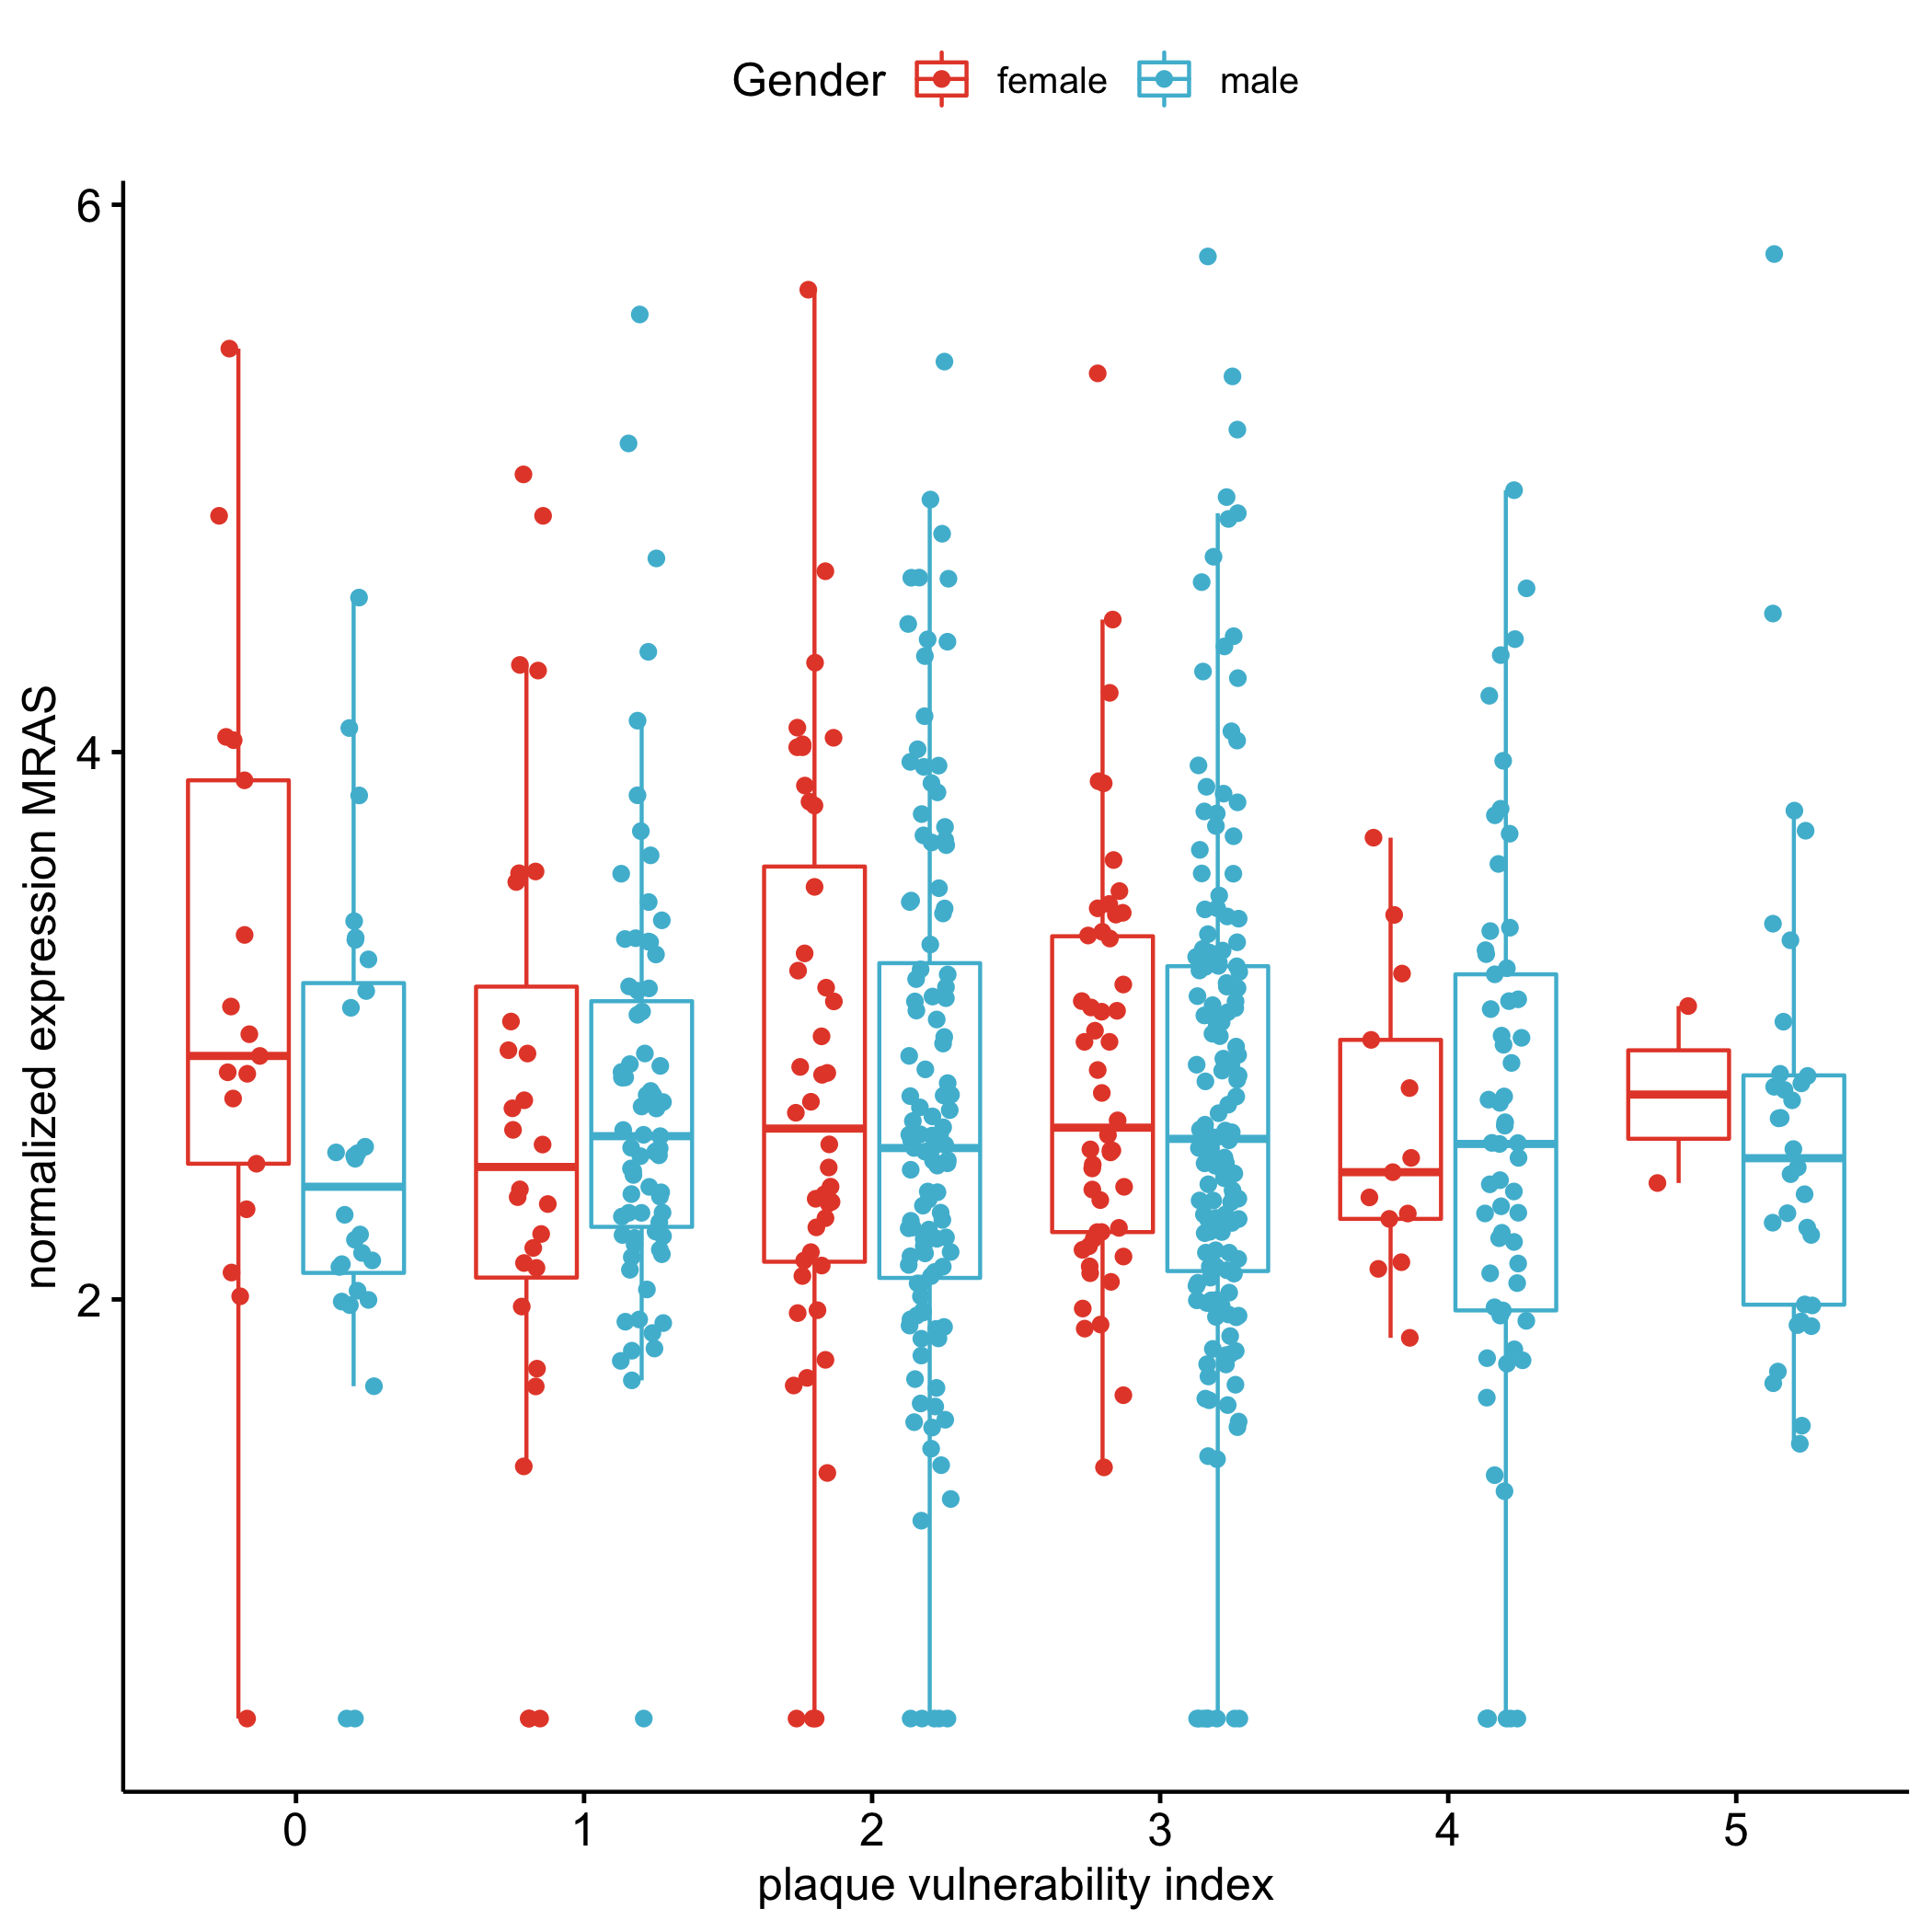 Gender female male
6
4
2
normalized expression MRAS
0 1 2 3 4 5
plaque vulnerability index